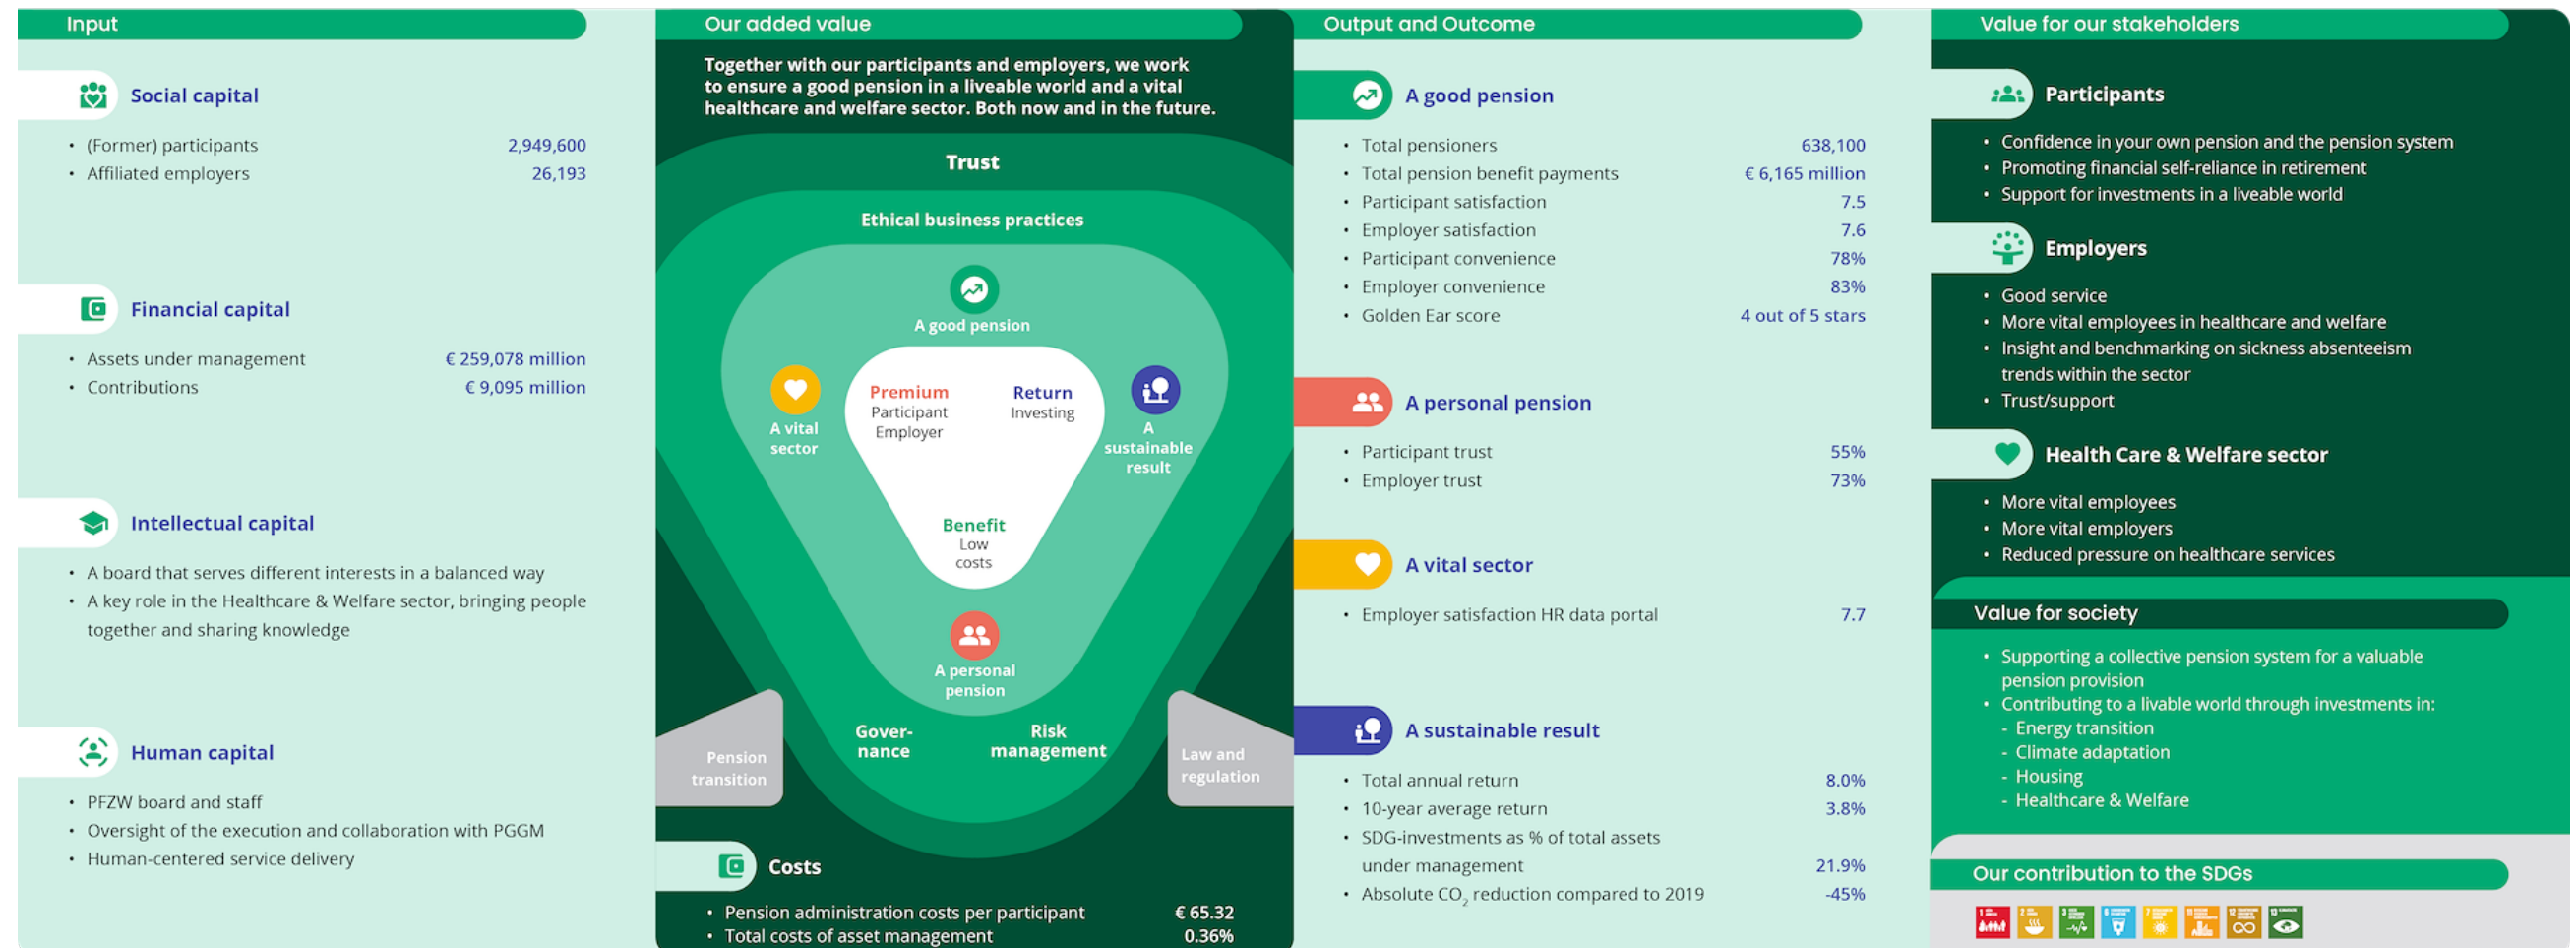 Input
Social capital
• (Former) participants 2,949,600
• Affiliated employers 26,193
Financial capital
• Assets under management € 259,078 million
• Contributions € 9,095 million
Intellectual capital
• A board that serves different interests in a balanced way
• A key role in the Healthcare & Welfare sector, bringing people
together and sharing knowledge
Human capital
• PFZW board and staff
• Oversight of the execution and collaboration with PGGM
• Human-centered service delivery
Our added value
Together with our participants and employers, we work
to ensure a good pension in a liveable world and a vital
healthcare and welfare sector. Both now and in the future.
Trust
Ethical business practices
A good pension
A vital
sector
Premium
Participant
Employer
Return
Investing
A
sustainable
result
Benefit
Low
costs
A personal
pension
Gover-
nance
Risk
management
Pension
transition
Law and
regulation
Costs
• Pension administration costs per participant € 65.32
• Total costs of asset management 0.36%
Output and Outcome
A good pension
• Total pensioners 638,100
• Total pension benefit payments € 6,165 million
• Participant satisfaction 7.5
• Employer satisfaction 7.6
• Participant convenience 78%
• Employer convenience 83%
• Golden Ear score 4 out of 5 stars
A personal pension
• Participant trust 55%
• Employer trust 73%
A vital sector
• Employer satisfaction HR data portal 7.7
A sustainable result
• Total annual return 8.0%
• 10-year average return 3.8%
• SDG-investments as % of total assets
under management 21.9%
• Absolute CO₂ reduction compared to 2019 -45%
Value for our stakeholders
Participants
• Confidence in your own pension and the pension system
• Promoting financial self-reliance in retirement
• Support for investments in a liveable world
Employers
• Good service
• More vital employees in healthcare and welfare
• Insight and benchmarking on sickness absenteeism
trends within the sector
• Trust/support
Health Care & Welfare sector
• More vital employees
• More vital employers
• Reduced pressure on healthcare services
Value for society
• Supporting a collective pension system for a valuable
pension provision
• Contributing to a livable world through investments in:
- Energy transition
- Climate adaptation
- Housing
- Healthcare & Welfare
Our contribution to the SDGs
1 2 3 6 7 11 12 13